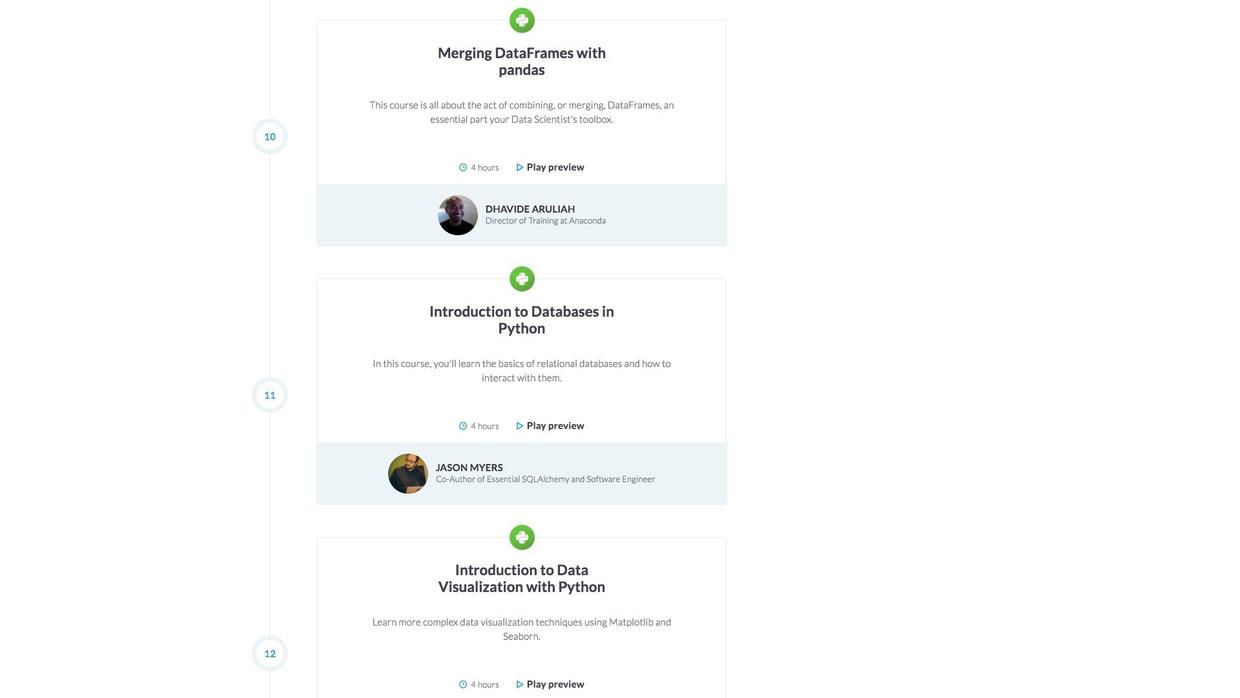 Merging DataFrames with
pandas
This course is all about the act of combining, or merging, DataFrames, an
essential part your Data Scientist's toolbox.
10
4 hours
Play preview
DHAVIDE ARULIAH
Director of Training at Anaconda
Introduction to Databases in
Python
In this course, you'll learn the basics of relational databases and how to
interact with them.
11
4 hours
Play preview
JASON MYERS
Co-Author of Essential SQLAlchemy and Software Engineer
Introduction to Data
Visualization with Python
Learn more complex data visualization techniques using Matplotlib and
Seaborn.
12
4 hours
Play preview